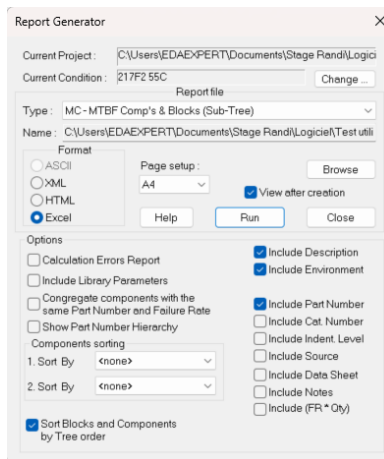 Report Generator
Current Project : C:\Users\EDAEXPERT\Documents\Stage Randi\Logici
Current Condition : 217F2 55C Change ...
Report file
Type : MC - MTBF Comp's & Blocks (Sub-Tree)
Name : C:\Users\EDAEXPERT\Documents\Stage Randi\Logiciel\Test utili
Format
ASCII
XML
HTML
Excel
Page setup :
A4
Browse
View after creation
Help Run Close
Options
Calculation Errors Report
Include Library Parameters
Congregate components with the
same Part Number and Failure Rate
Show Part Number Hierarchy
Components sorting
1. Sort By <none>
2. Sort By <none>
Sort Blocks and Components
by Tree order
Include Description
Include Environment
Include Part Number
Include Cat. Number
Include Indent. Level
Include Source
Include Data Sheet
Include Notes
Include (FR * Qty)